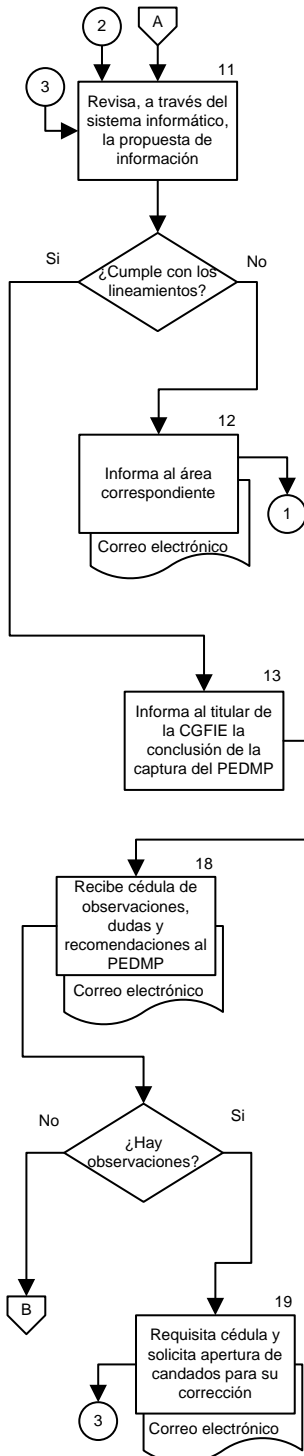 2
A
11
3
Revisa, a través del
sistema informático,
la propuesta de
información
Si
¿Cumple con los
lineamientos?
No
12
Informa al área
correspondiente
1
Correo electrónico
13
Informa al titular de
la CGFIE la
conclusión de la
captura del PEDMP
18
Recibe cédula de
observaciones,
dudas y
recomendaciones al
PEDMP
Correo electrónico
No
Si
¿Hay
observaciones?
B
19
Requisita cédula y
solicita apertura de
candados para su
corrección
3
Correo electrónico